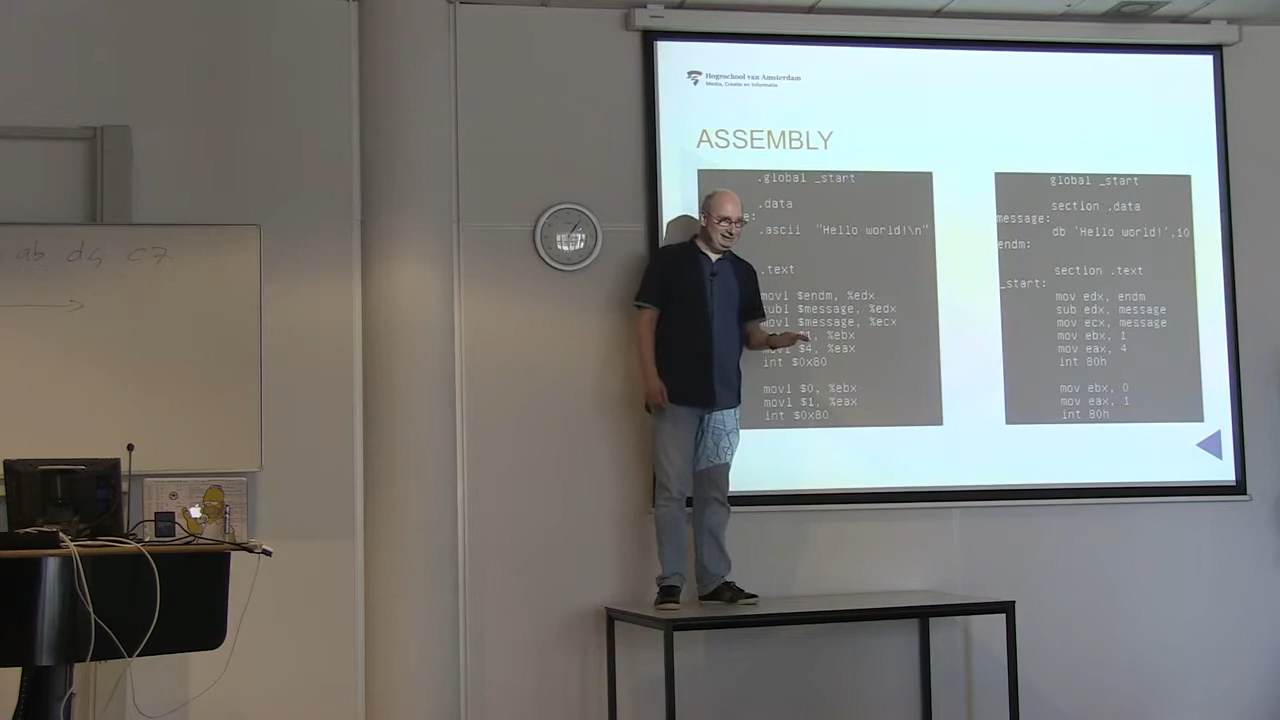 ab d4 c7
Hogeschool van Amsterdam
Media, Creatie en Informatie
ASSEMBLY
.global _start
.data
e:
.ascii "Hello world!\n"
.text
movl $endm, %edx
subl $message, %edx
movl $message, %ecx
$1, %ebx
movl $4, %eax
int $0x80
movl $0, %ebx
movl $1, %eax
int $0x80
global _start
section .data
message:
db 'Hello world!',10
endm:
section .text
_start:
mov edx, endm
sub edx, message
mov ecx, message
mov ebx, 1
mov eax, 4
int 80h
mov ebx, 0
mov eax, 1
int 80h